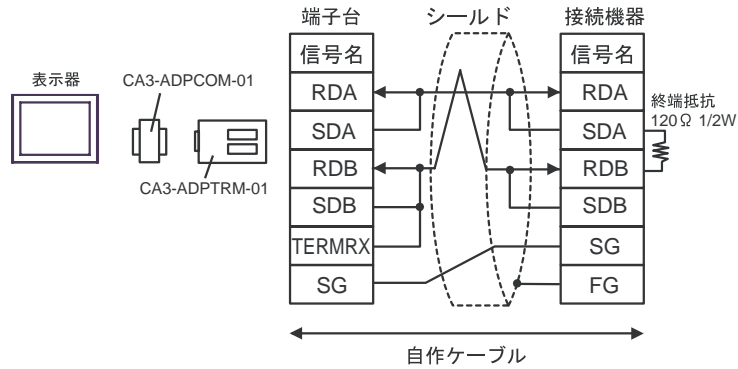 端子台
シールド
接続機器
信号名
信号名
表示器
CA3-ADPCOM-01
RDA
RDA
終端抵抗
120Ω 1/2W
SDA
SDA
RDB
RDB
CA3-ADPTRM-01
SDB
SDB
TERMRX
SG
SG
FG
自作ケーブル